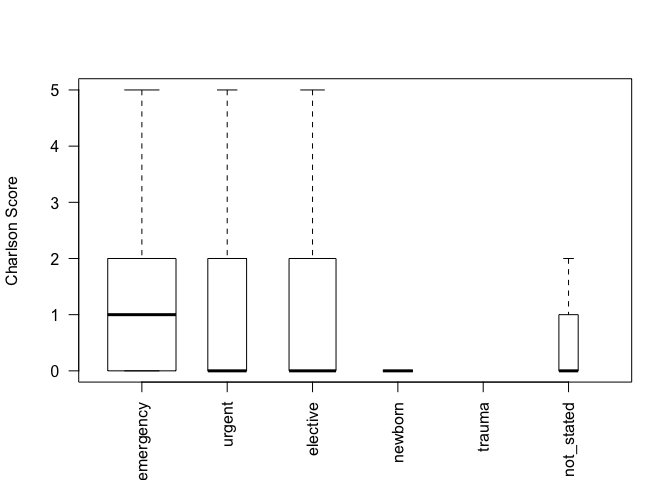 Charlson Score
5
4
3
2
1
0
emergency
urgent
elective
newborn
trauma
not_stated